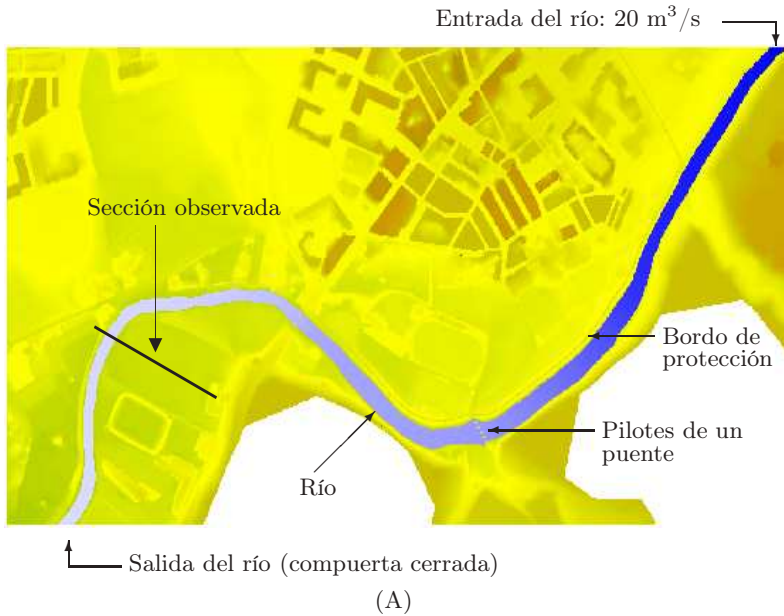 Entrada del río: 20 m³/s
Sección observada
Bordo de
protección
Pilotes de un
puente
Río
Salida del río (compuerta cerrada)
(A)